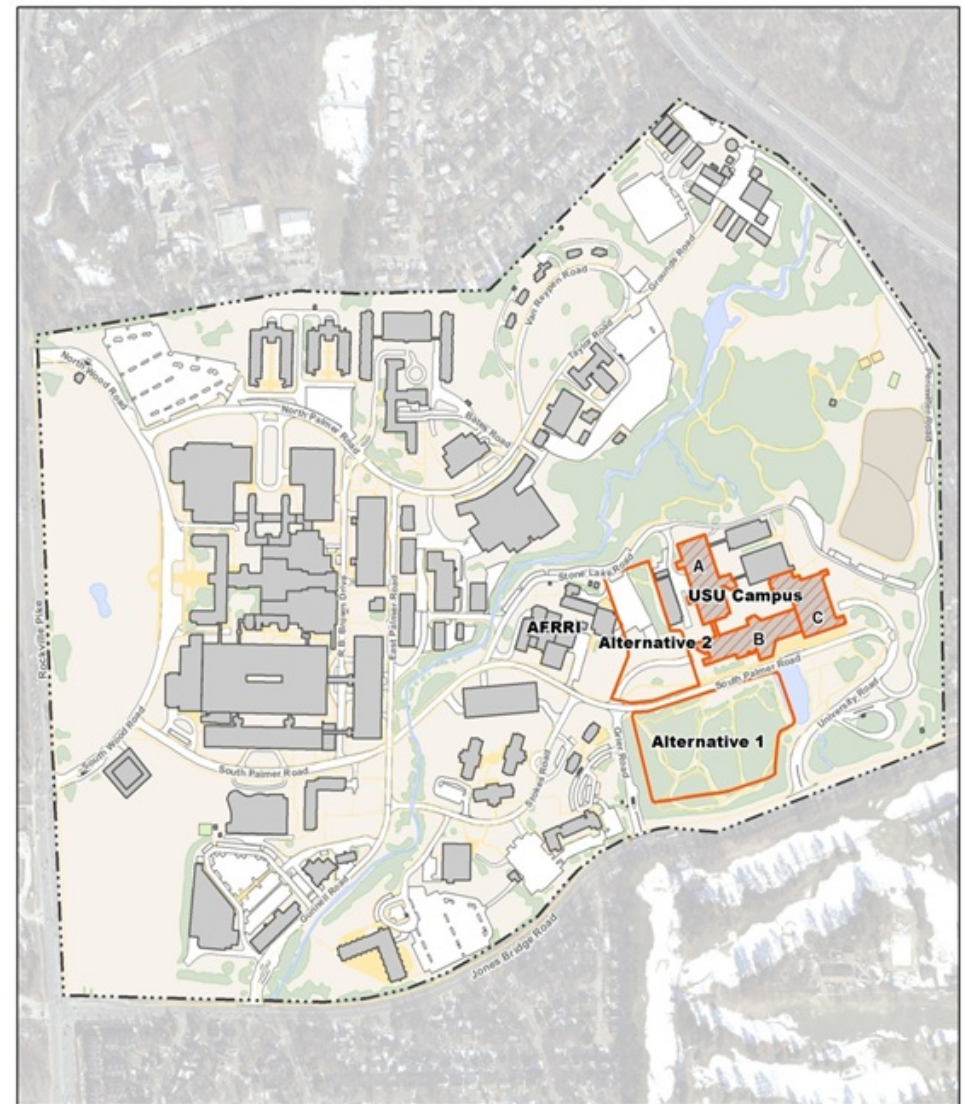 Van Reypen Road
Grounds Road
Taylor Road
North Wood Road
North Palmer Road
Bates Road
Rockville Pike
R.B. Brown Drive
East Palmer Road
Stone Lake Road
A
USU Campus
C
B
AFRRI
Alternative 2
South Palmer Road
University Road
Alternative 1
Grier Road
South Wood Road
South Palmer Road
Stokes Road
Gunnell Road
Jones Bridge Road